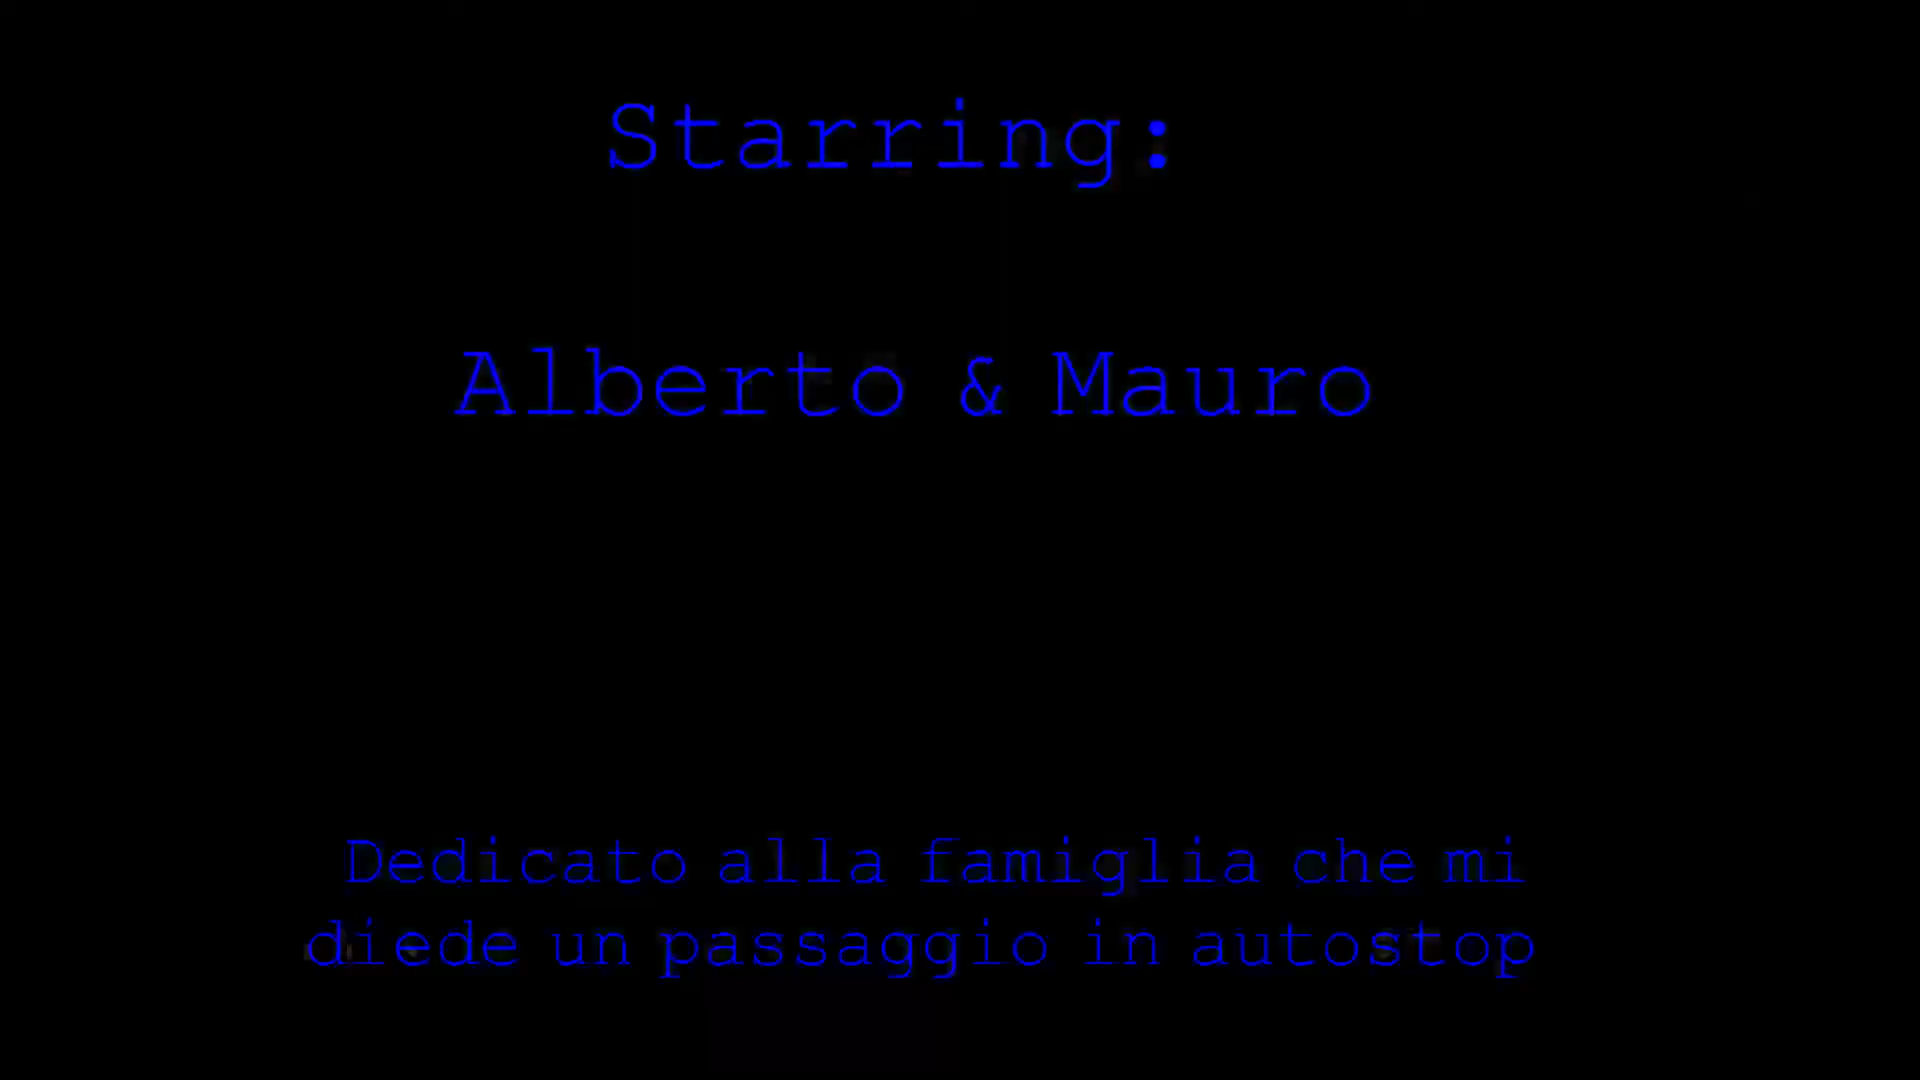 Starring:
Alberto & Mauro
Dedicato alla famiglia che mi
diede un passaggio in autostop